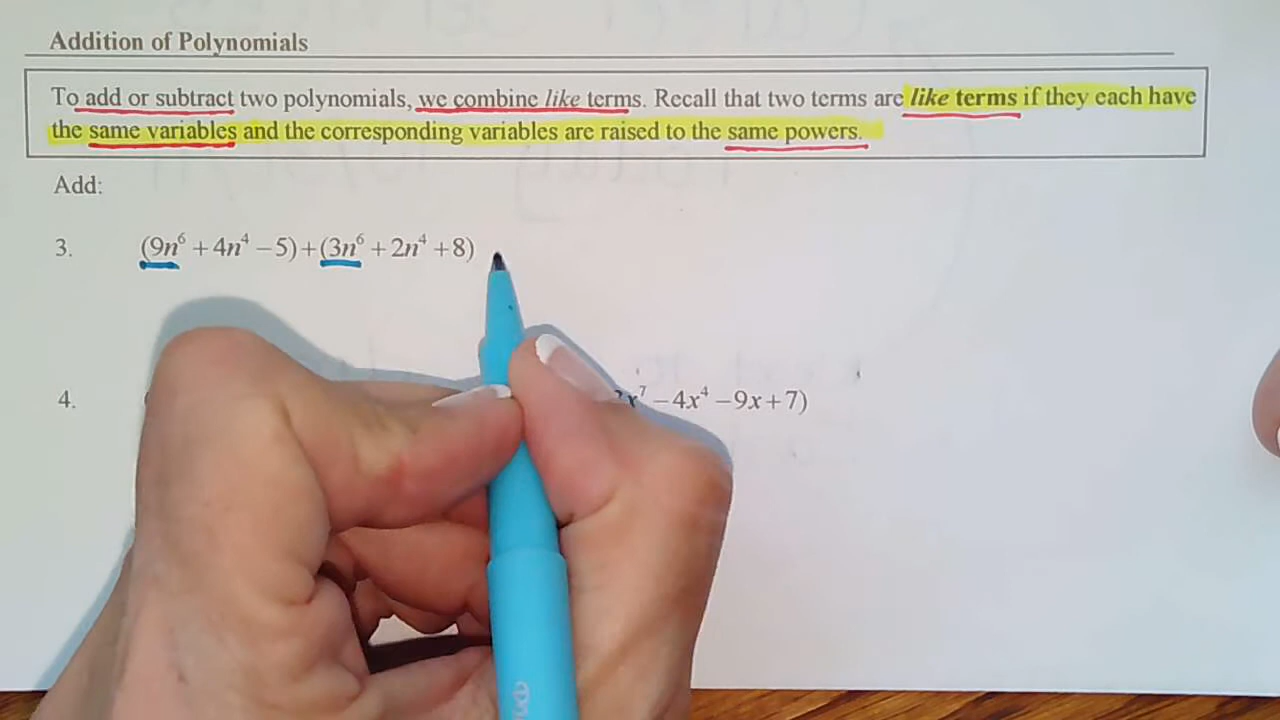 Addition of Polynomials
To add or subtract two polynomials, we combine like terms. Recall that two terms are like terms if they each have
the same variables and the corresponding variables are raised to the same powers.
Add:
3. (9n⁶ + 4n⁴ − 5) + (3n⁶ + 2n⁴ + 8)
4. x⁷ − 4x⁴ − 9x + 7)